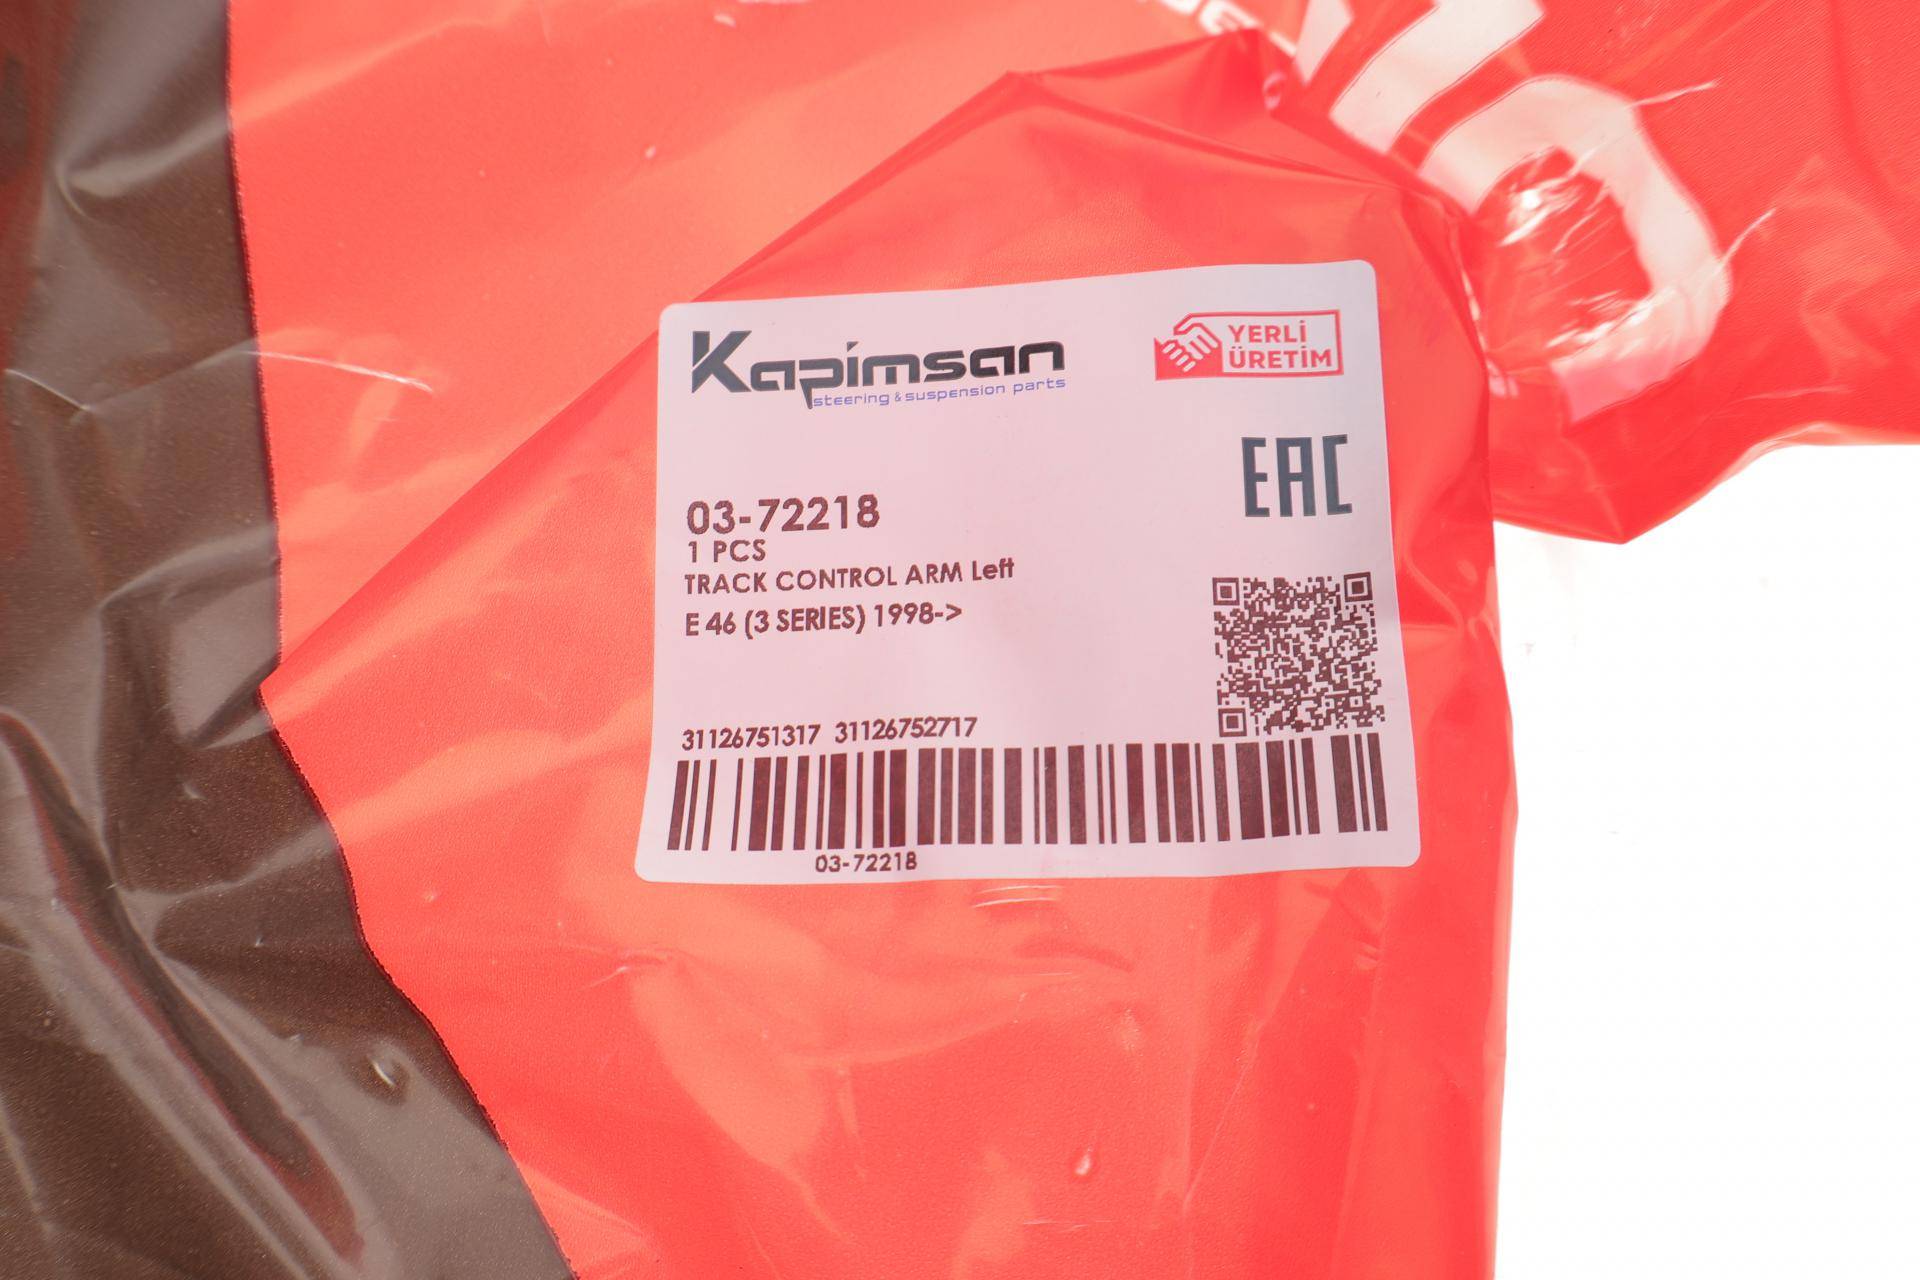 Kapimsan
steering & suspension parts
YERLİ
ÜRETİM
EAC
03-72218
1 PCS
TRACK CONTROL ARM Left
E 46 (3 SERIES) 1998->
31126751317 31126752717
03-72218